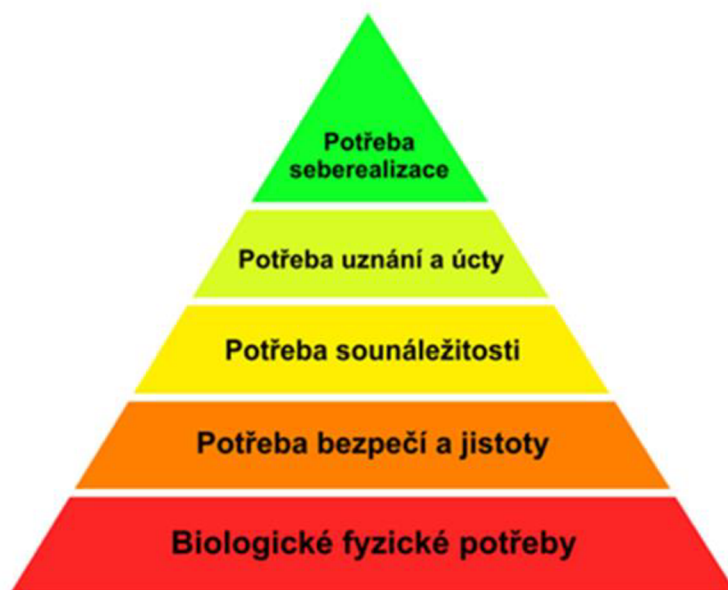 Potřeba
seberealizace
Potřeba uznání a úcty
Potřeba sounáležitosti
Potřeba bezpečí a jistoty
Biologické fyzické potřeby